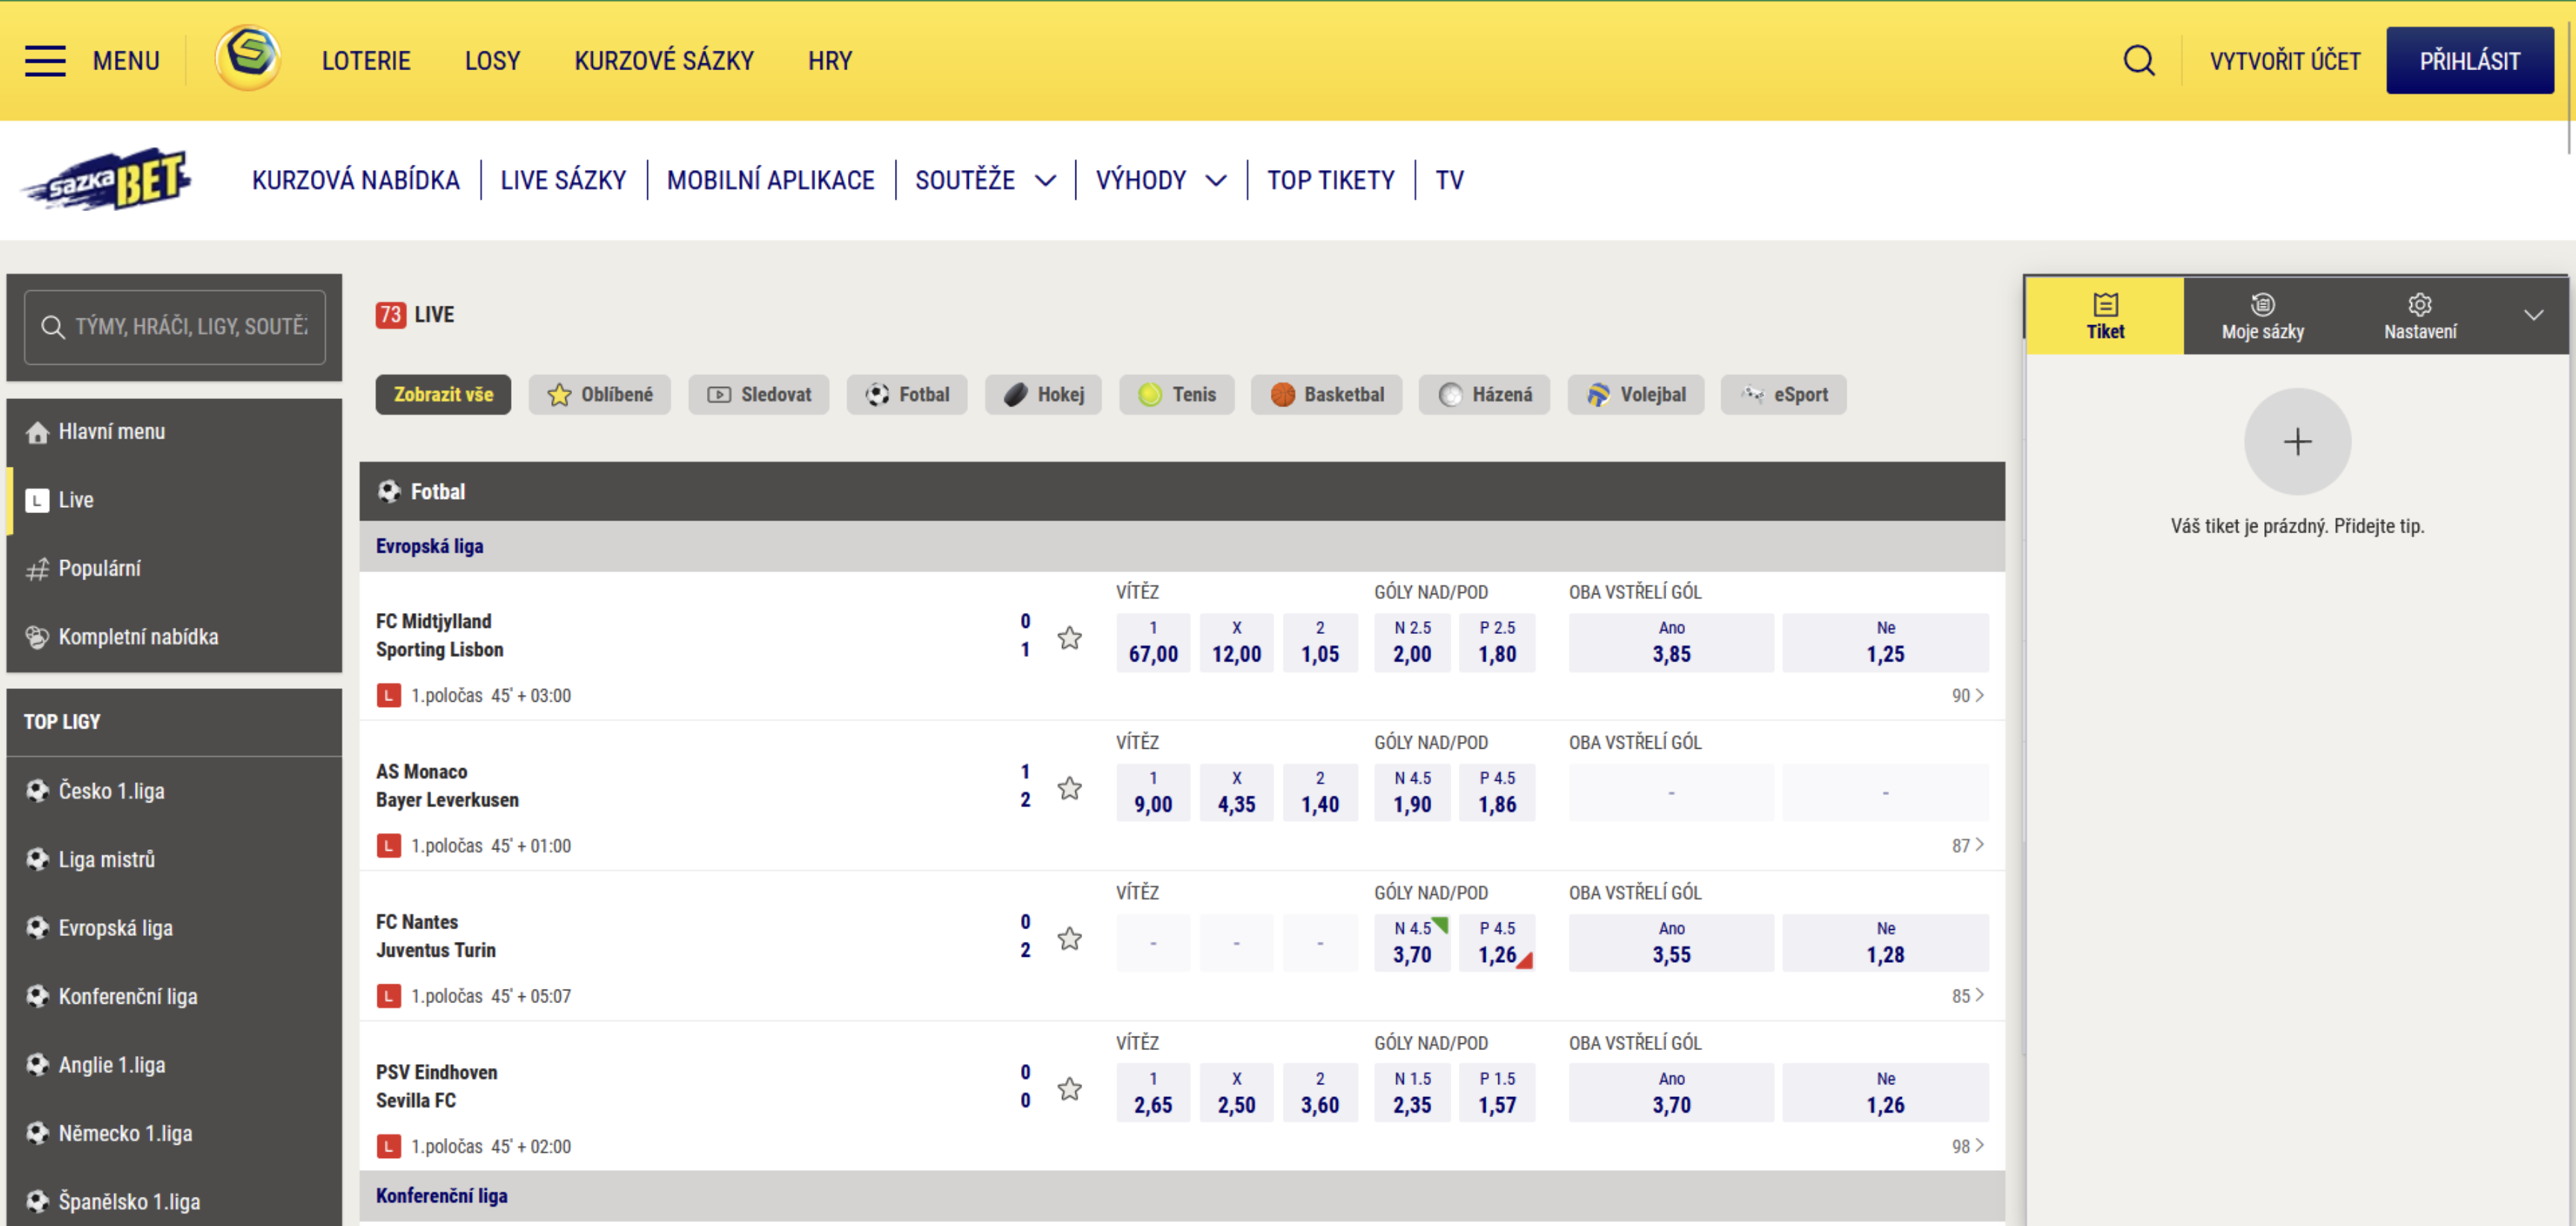 MENU
LOTERIE
LOSY
KURZOVÉ SÁZKY
HRY
VYTVOŘIT ÚČET
PŘIHLÁSIT
sazka BET
KURZOVÁ NABÍDKA
LIVE SÁZKY
MOBILNÍ APLIKACE
SOUTĚŽE
VÝHODY
TOP TIKETY
TV
TÝMY, HRÁČI, LIGY, SOUTĚ
Hlavní menu
L Live
Populární
Kompletní nabídka
TOP LIGY
Česko 1.liga
Liga mistrů
Evropská liga
Konferenční liga
Anglie 1.liga
Německo 1.liga
Španělsko 1.liga
73 LIVE
Zobrazit vše
Oblíbené
Sledovat
Fotbal
Hokej
Tenis
Basketbal
Házená
Volejbal
eSport
Fotbal
Evropská liga
VÍTĚZ GÓLY NAD/POD OBA VSTŘELÍ GÓL
FC Midtjylland 0
Sporting Lisbon 1
1 X 2 N 2.5 P 2.5 Ano Ne
67,00 12,00 1,05 2,00 1,80 3,85 1,25
L 1.poločas 45' + 03:00 90 >
VÍTĚZ GÓLY NAD/POD OBA VSTŘELÍ GÓL
AS Monaco 1
Bayer Leverkusen 2
1 X 2 N 4.5 P 4.5 - -
9,00 4,35 1,40 1,90 1,86
L 1.poločas 45' + 01:00 87 >
VÍTĚZ GÓLY NAD/POD OBA VSTŘELÍ GÓL
FC Nantes 0
Juventus Turin 2
- - - N 4.5 P 4.5 Ano Ne
3,70 1,26 3,55 1,28
L 1.poločas 45' + 05:07 85 >
VÍTĚZ GÓLY NAD/POD OBA VSTŘELÍ GÓL
PSV Eindhoven 0
Sevilla FC 0
1 X 2 N 1.5 P 1.5 Ano Ne
2,65 2,50 3,60 2,35 1,57 3,70 1,26
L 1.poločas 45' + 02:00 98 >
Konferenční liga
Tiket
Moje sázky
Nastavení
+
Váš tiket je prázdný. Přidejte tip.